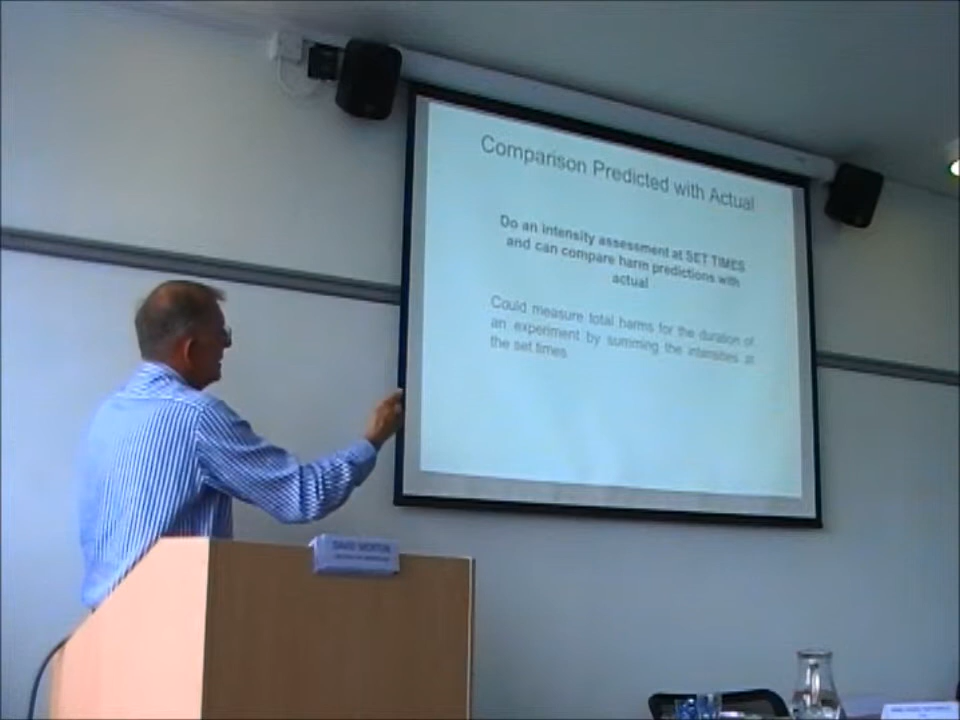 Comparison Predicted with Actual
Do an intensity assessment at SET TIMES
and can compare harm predictions with
actual
Could measure total harms for the duration of
an experiment by summing the intensities at
the set times
DAVID MORTON